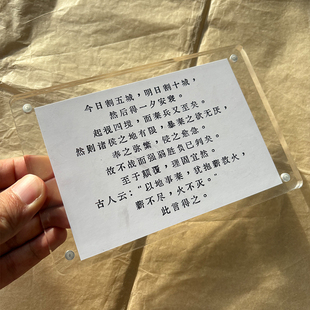 今日割五城，明日割十城，
然后得一夕安寝。
起视四境，而秦兵又至矣。
然则诸侯之地有限，暴秦之欲无厌，
奉之弥繁，侵之愈急。
故不战而强弱胜负已判矣。
至于颠覆，理固宜然。
古人云：“以地事秦，犹抱薪救火，
薪不尽，火不灭。”
此言得之。